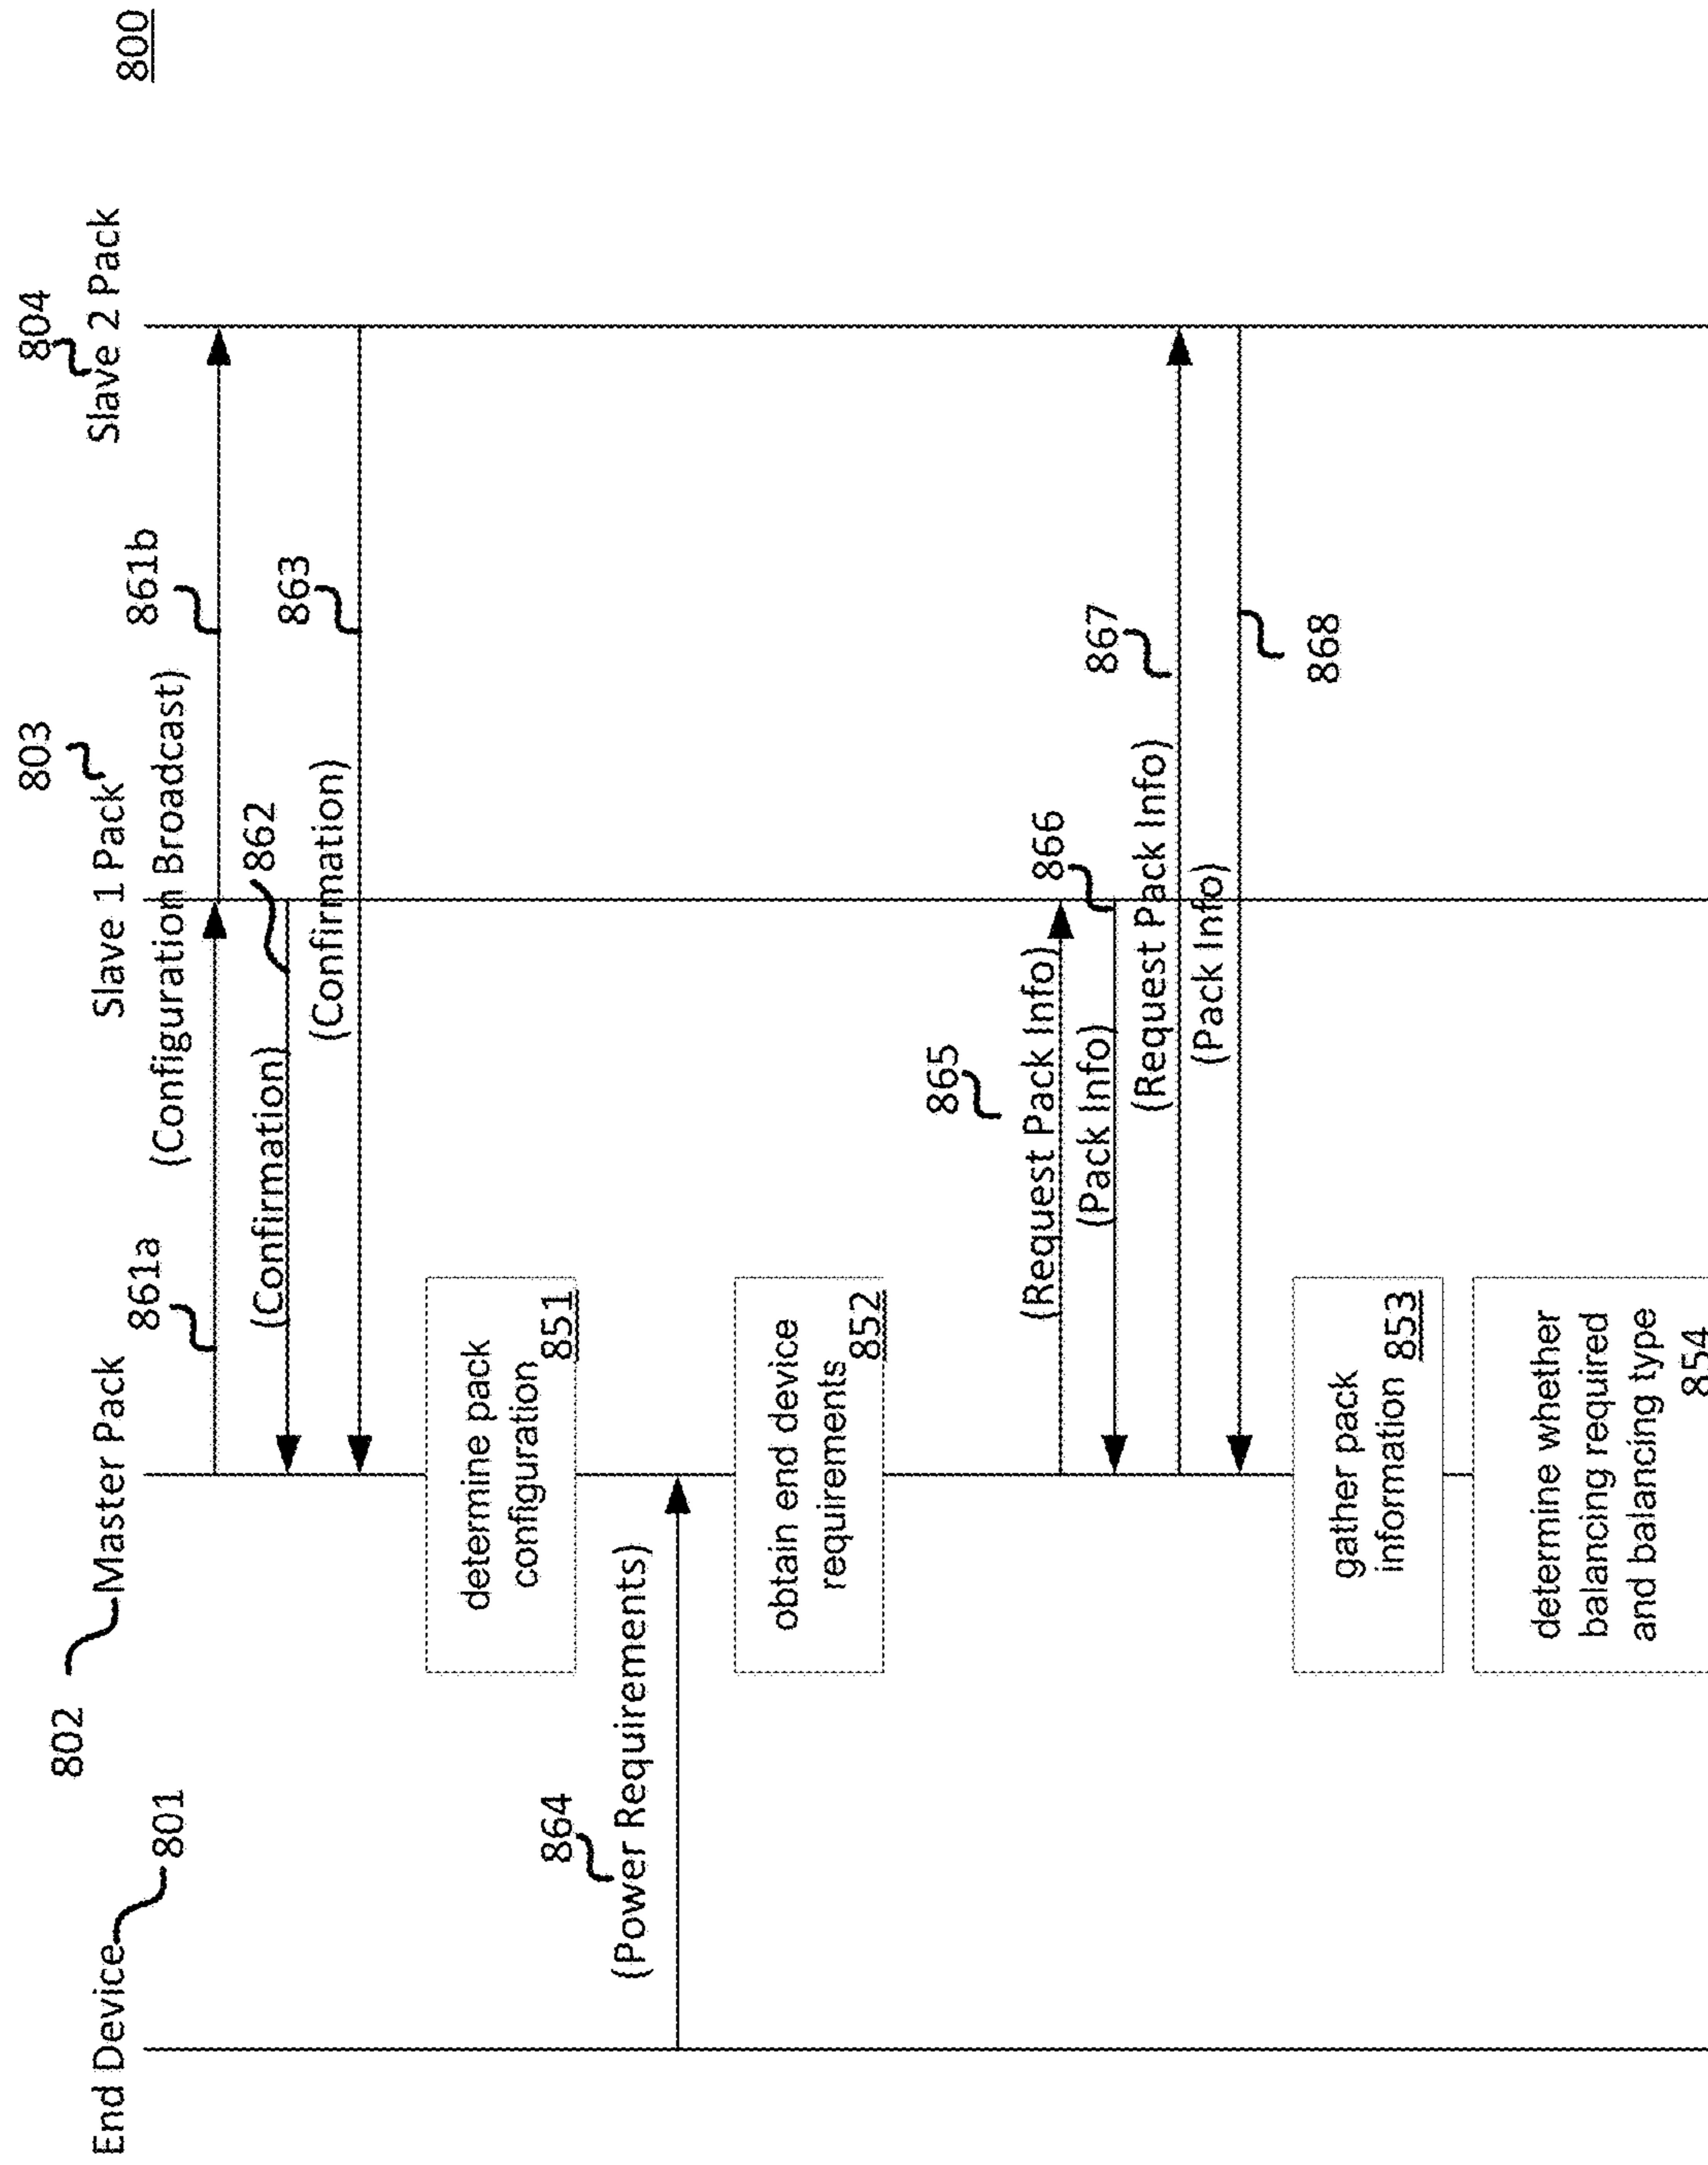 800
End Device
801
802
Master Pack
803
Slave 1 Pack
804
Slave 2 Pack
861a
(Configuration Broadcast)
861b
(Confirmation)
862
(Confirmation)
863
determine pack
configuration
851
864
(Power Requirements)
obtain end device
requirements
852
865
(Request Pack Info)
(Pack Info)
866
(Request Pack Info)
867
(Pack Info)
868
gather pack
information 853
determine whether
balancing required
and balancing type
854